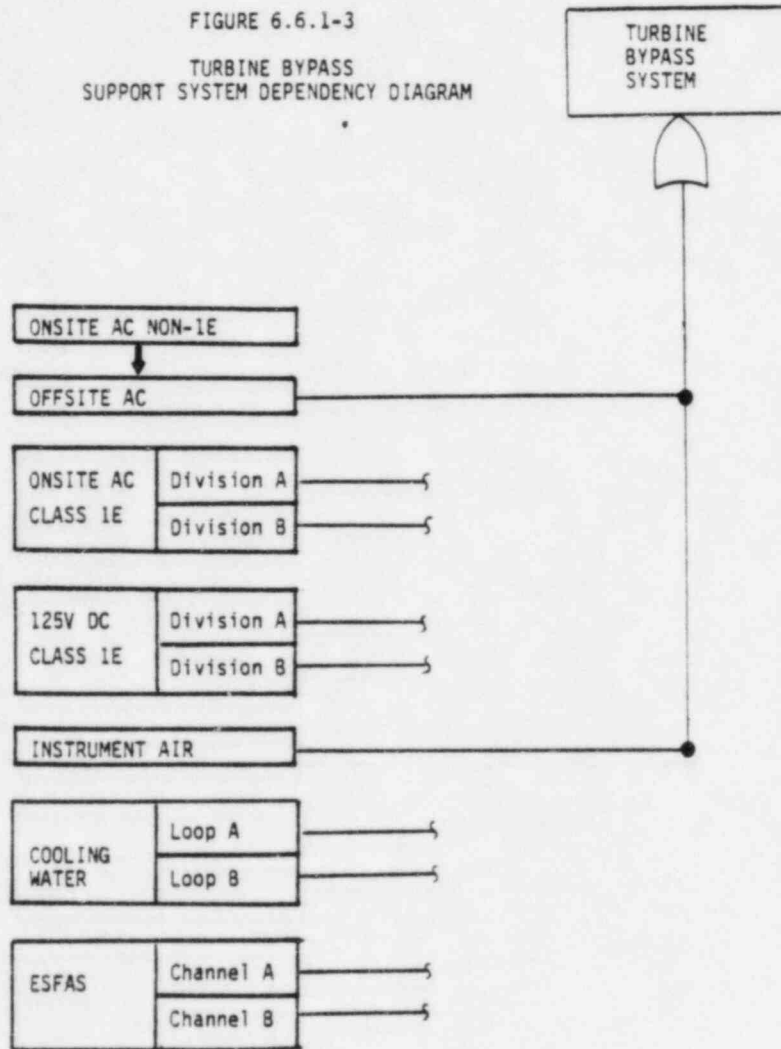 FIGURE 6.6.1-3
TURBINE BYPASS
SUPPORT SYSTEM DEPENDENCY DIAGRAM
TURBINE
BYPASS
SYSTEM
ONSITE AC NON-1E
OFFSITE AC
ONSITE AC
CLASS 1E
Division A
Division B
125V DC
CLASS 1E
Division A
Division B
INSTRUMENT AIR
COOLING
WATER
Loop A
Loop B
ESFAS
Channel A
Channel B